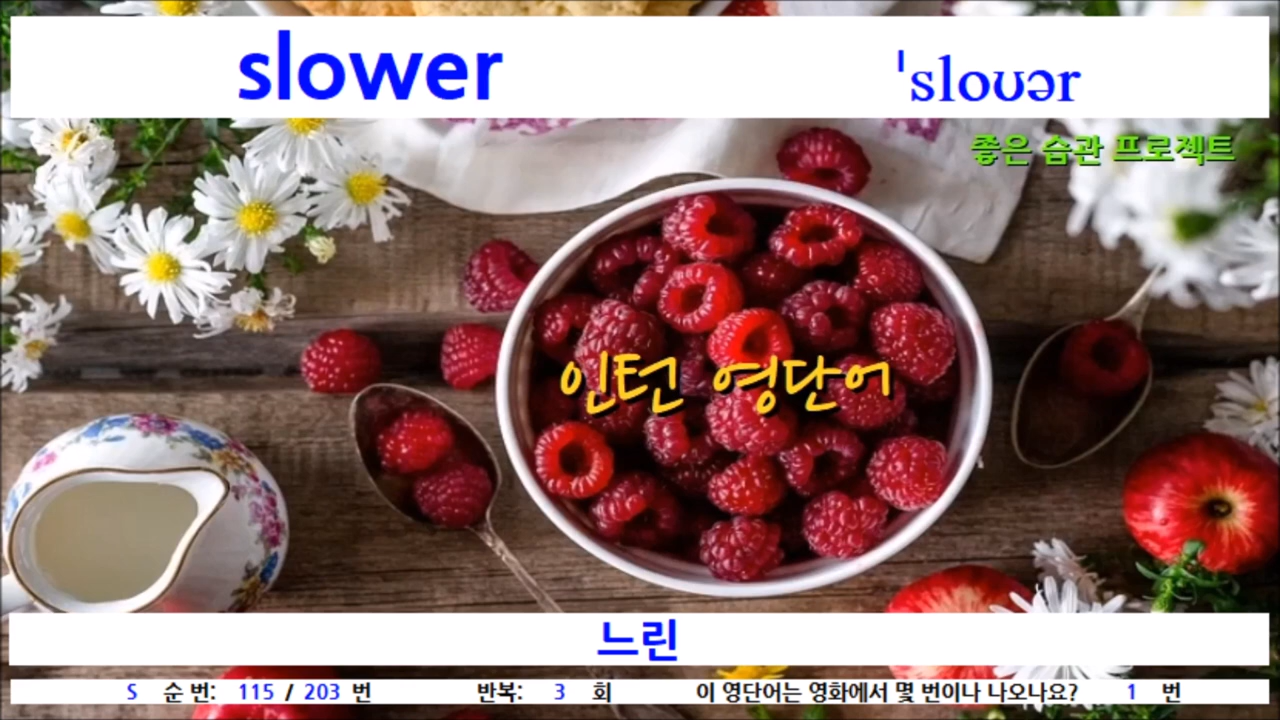 slower
ˈsloʊər
좋은 습관 프로젝트
인턴 영단어
느린
S 순 번: 115 / 203 번 반복: 3 회 이 영단어는 영화에서 몇 번이나 나오나요? 1 번